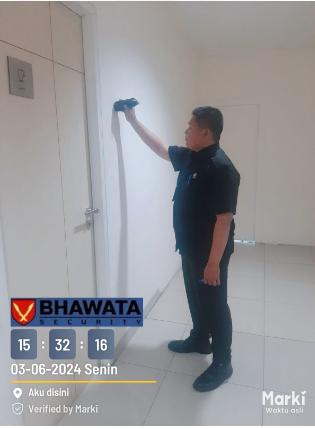 BHAWATA
SECURITY
15 : 32 : 16
03-06-2024 Senin
Aku disini
Verified by Marki
Marki
Waktu asli